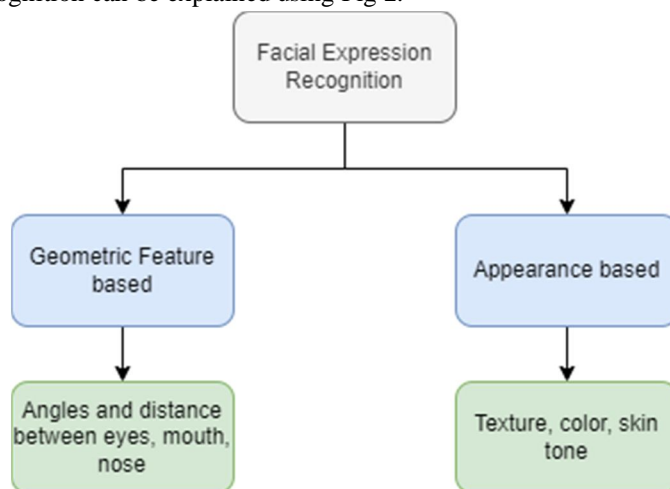 ognition can be explained using Fig-2.
Facial Expression
Recognition
Geometric Feature
based
Appearance based
Angles and distance
between eyes, mouth,
nose
Texture, color, skin
tone